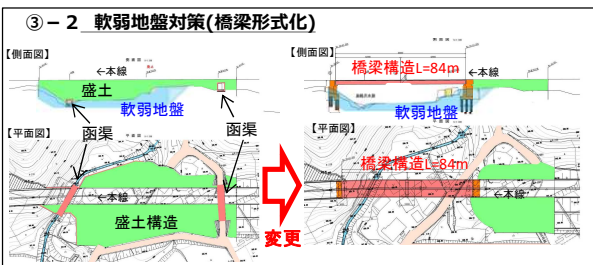 ③－2 軟弱地盤対策(橋梁形式化)
【側面図】
←本線
盛土
軟弱地盤
函渠
函渠
【平面図】
←本線
盛土構造
変更
【側面図】
橋梁構造L=84m
←本線
軟弱地盤
【平面図】
橋梁構造L=84m
←本線